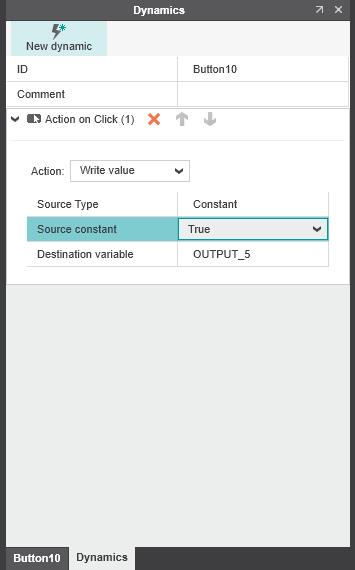 Dynamics
New dynamic
ID Button10
Comment
Action on Click (1)
Action: Write value
Source Type Constant
Source constant True
Destination variable OUTPUT_5
Button10 Dynamics